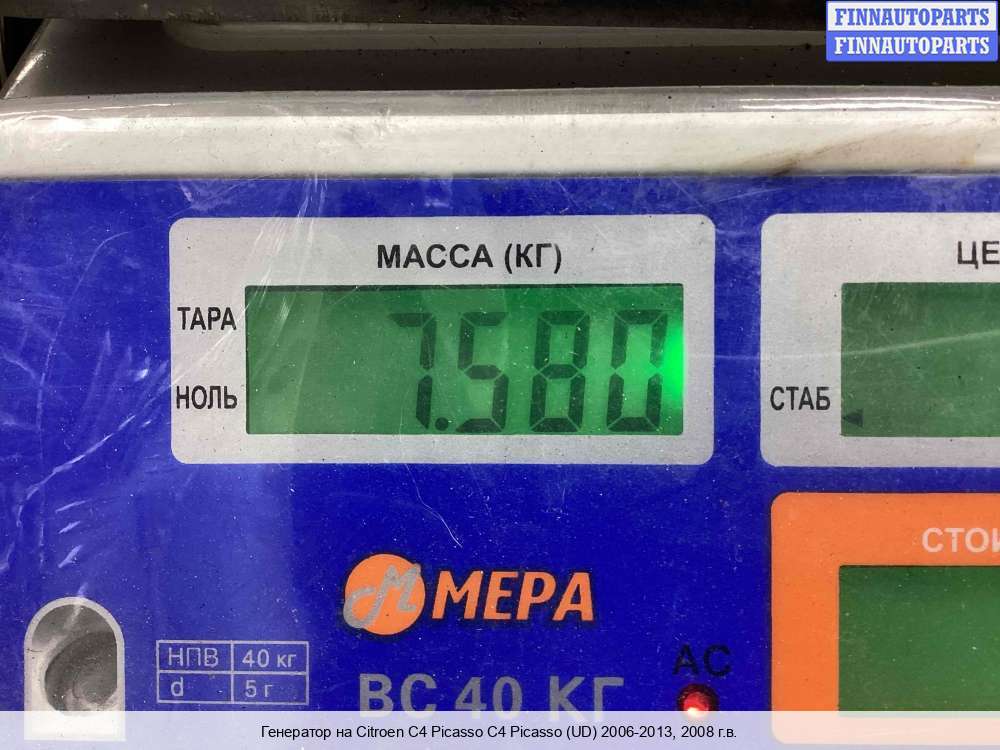 FINNAUTOPARTS
FINNAUTOPARTS
МАССА (КГ)
ТАРА
НОЛЬ
7.580
СТАБ
МЕРА
НПВ 40 кг
d 5 г
ВС 40 КГ
АС
Генератор на Citroen C4 Picasso C4 Picasso (UD) 2006-2013, 2008 г.в.